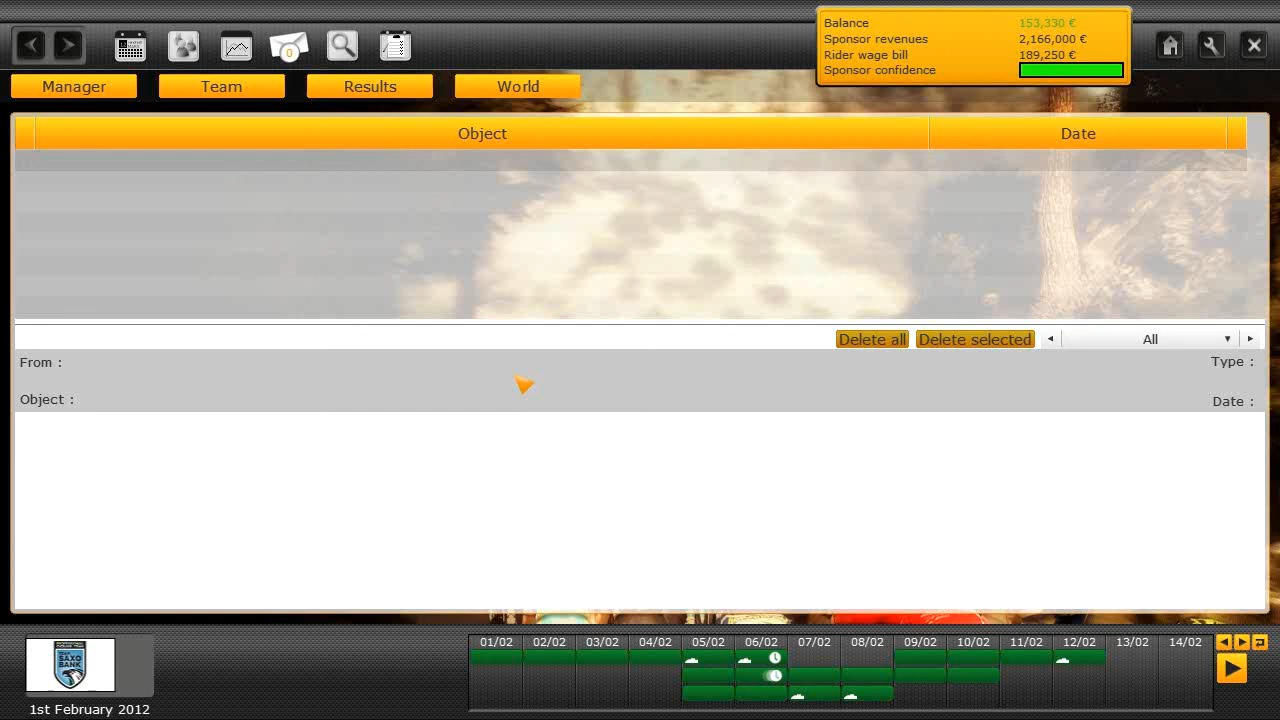 Balance 153,330 €
Sponsor revenues 2,166,000 €
Rider wage bill 189,250 €
Sponsor confidence
0
Manager Team Results World
Object Date
Delete all Delete selected All
From : Type :
Object : Date :
01/02 02/02 03/02 04/02 05/02 06/02 07/02 08/02 09/02 10/02 11/02 12/02 13/02 14/02
SAXO
BANK
1st February 2012